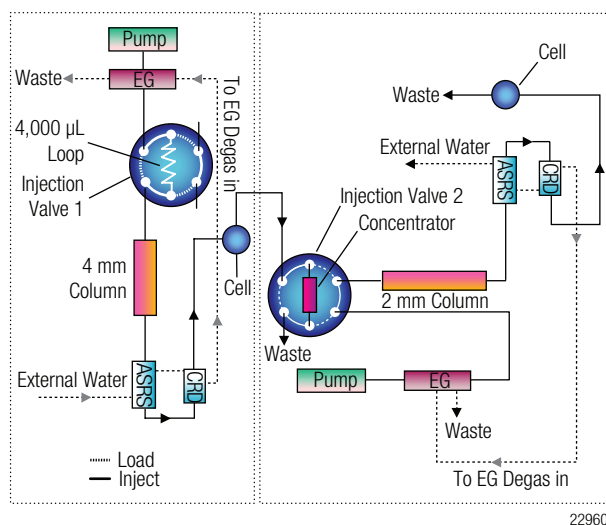 Pump
Waste
EG
To EG Degas in
4,000 µL
Loop
Injection
Valve 1
4 mm
Column
Cell
External Water
ASRS
CRD
Load
Inject
Cell
Waste
External Water
ASRS
CRD
Injection Valve 2
Concentrator
2 mm Column
Waste
Pump
EG
Waste
To EG Degas in
22960